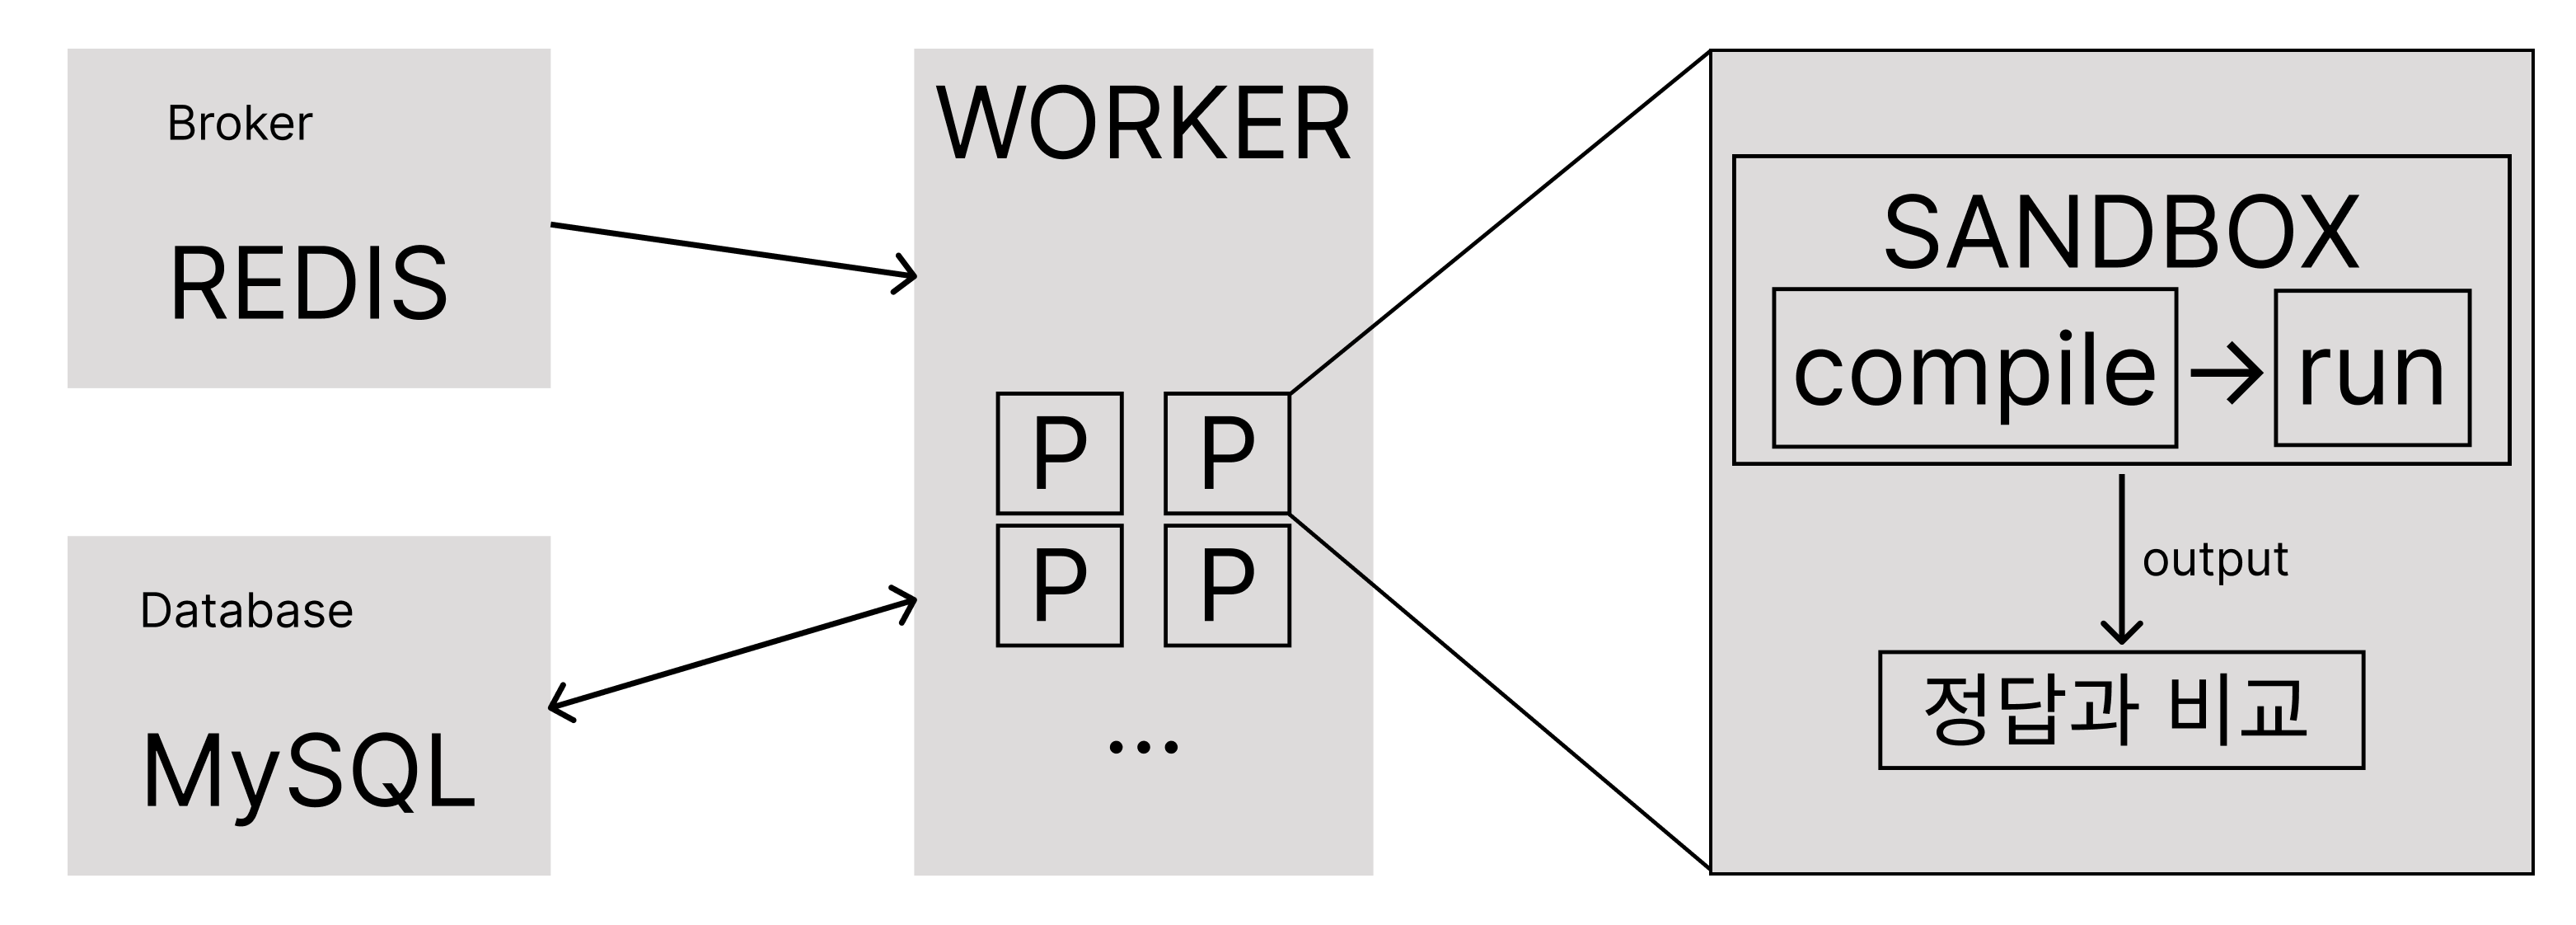 Broker
REDIS
Database
MySQL
WORKER
P P
P P
...
SANDBOX
compile → run
output
정답과 비교